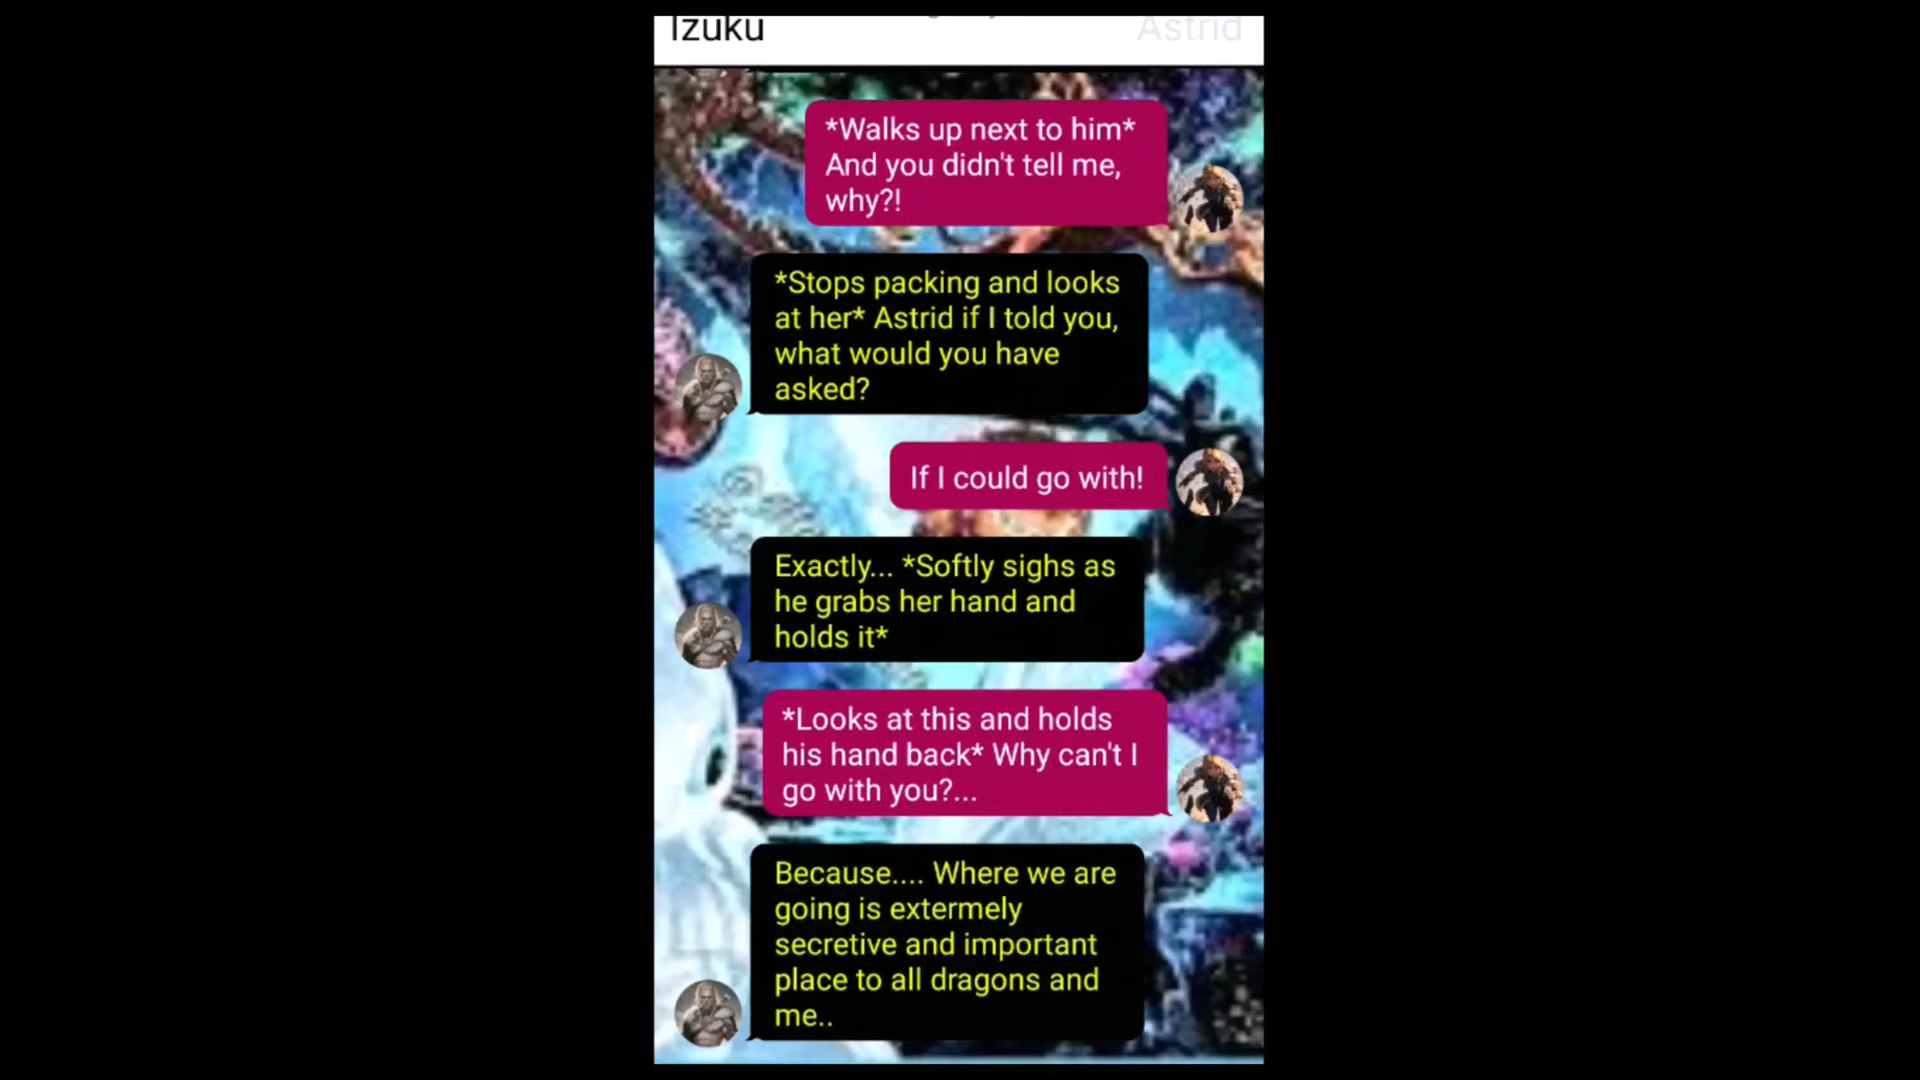 Izuku Astrid
*Walks up next to him*
And you didn't tell me,
why?!
*Stops packing and looks
at her* Astrid if I told you,
what would you have
asked?
If I could go with!
Exactly... *Softly sighs as
he grabs her hand and
holds it*
*Looks at this and holds
his hand back* Why can't I
go with you?...
Because.... Where we are
going is extermely
secretive and important
place to all dragons and
me..